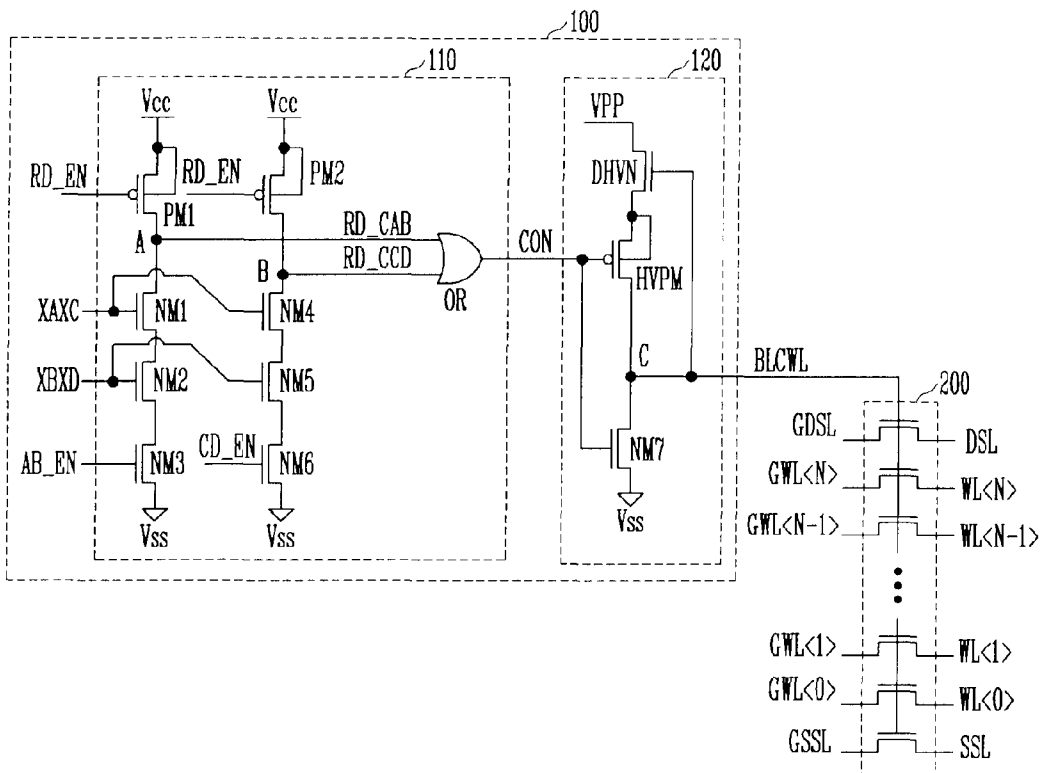 100
110
120
Vcc
Vcc
VPP
RD_EN
RD_EN
PM2
DHVN
PM1
A
RD_CAB
CON
B
RD_CCD
HVPM
OR
XAXC
NM1
NM4
C
BLCWL
XBXD
NM2
NM5
200
GDSL
DSL
AB_EN
NM3
CD_EN
NM6
NM7
GWL<N>
WL<N>
Vss
Vss
Vss
GWL<N-1>
WL<N-1>
GWL<1>
WL<1>
GWL<0>
WL<0>
GSSL
SSL